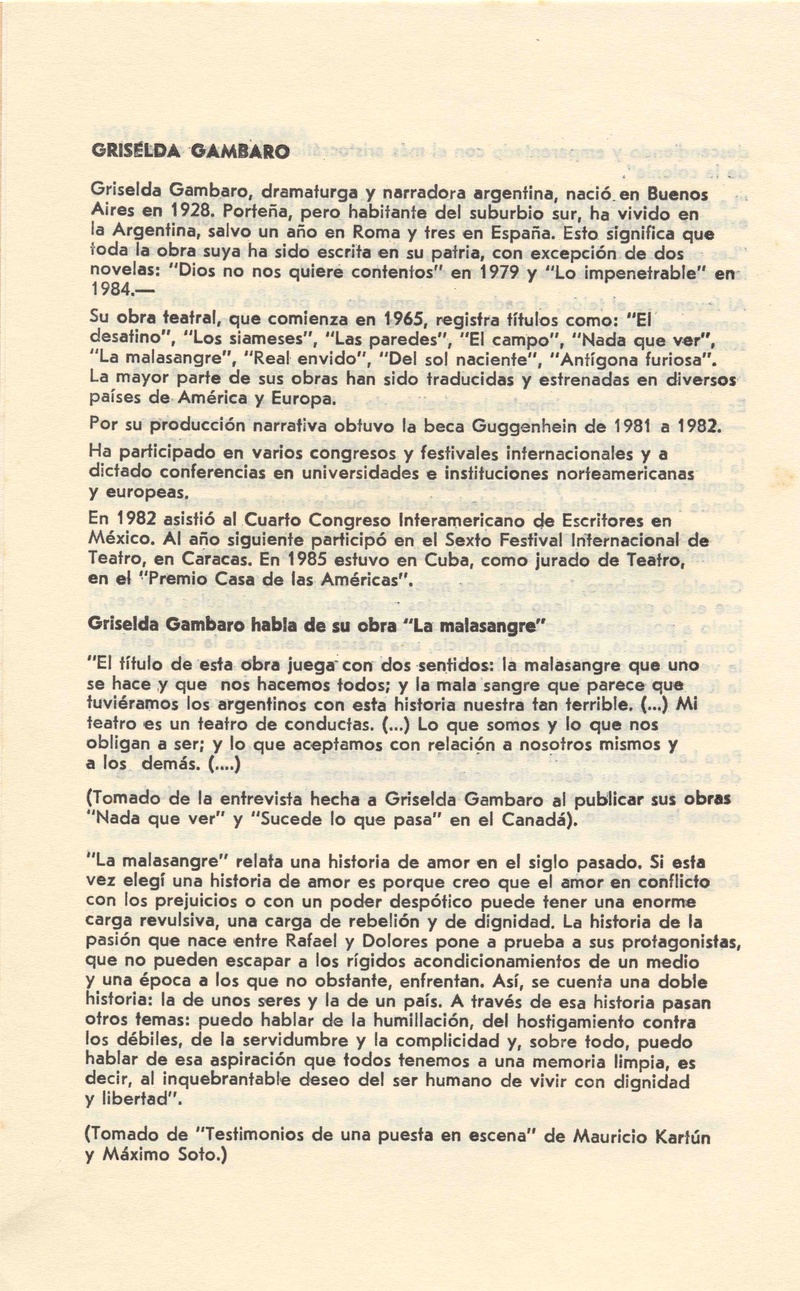 GRISELDA GAMBARO
Griselda Gambaro, dramaturga y narradora argentina, nació en Buenos
Aires en 1928. Porteña, pero habitante del suburbio sur, ha vivido en
la Argentina, salvo un año en Roma y tres en España. Esto significa que
toda la obra suya ha sido escrita en su patria, con excepción de dos
novelas: "Dios no nos quiere contentos" en 1979 y "Lo impenetrable" en
1984.—
Su obra teatral, que comienza en 1965, registra títulos como: "El
desatino", "Los siameses", "Las paredes", "El campo", "Nada que ver",
"La malasangre", "Real envido", "Del sol naciente", "Antígona furiosa".
La mayor parte de sus obras han sido traducidas y estrenadas en diversos
países de América y Europa.
Por su producción narrativa obtuvo la beca Guggenhein de 1981 a 1982.
Ha participado en varios congresos y festivales internacionales y a
dictado conferencias en universidades e instituciones norteamericanas
y europeas.
En 1982 asistió al Cuarto Congreso Interamericano de Escritores en
México. Al año siguiente participó en el Sexto Festival Internacional de
Teatro, en Caracas. En 1985 estuvo en Cuba, como jurado de Teatro,
en el "Premio Casa de las Américas".
Griselda Gambaro habla de su obra "La malasangre"
"El título de esta obra juega con dos sentidos: la malasangre que uno
se hace y que nos hacemos todos; y la mala sangre que parece que
tuviéramos los argentinos con esta historia nuestra tan terrible. (...) Mi
teatro es un teatro de conductas. (...) Lo que somos y lo que nos
obligan a ser; y lo que aceptamos con relación a nosotros mismos y
a los demás. (....)
(Tomado de la entrevista hecha a Griselda Gambaro al publicar sus obras
"Nada que ver" y "Sucede lo que pasa" en el Canadá).
"La malasangre" relata una historia de amor en el siglo pasado. Si esta
vez elegí una historia de amor es porque creo que el amor en conflicto
con los prejuicios o con un poder despótico puede tener una enorme
carga revulsiva, una carga de rebelión y de dignidad. La historia de la
pasión que nace entre Rafael y Dolores pone a prueba a sus protagonistas,
que no pueden escapar a los rígidos acondicionamientos de un medio
y una época a los que no obstante, enfrentan. Así, se cuenta una doble
historia: la de unos seres y la de un país. A través de esa historia pasan
otros temas: puedo hablar de la humillación, del hostigamiento contra
los débiles, de la servidumbre y la complicidad y, sobre todo, puedo
hablar de esa aspiración que todos tenemos a una memoria limpia, es
decir, al inquebrantable deseo del ser humano de vivir con dignidad
y libertad".
(Tomado de "Testimonios de una puesta en escena" de Mauricio Kartún
y Máximo Soto.)